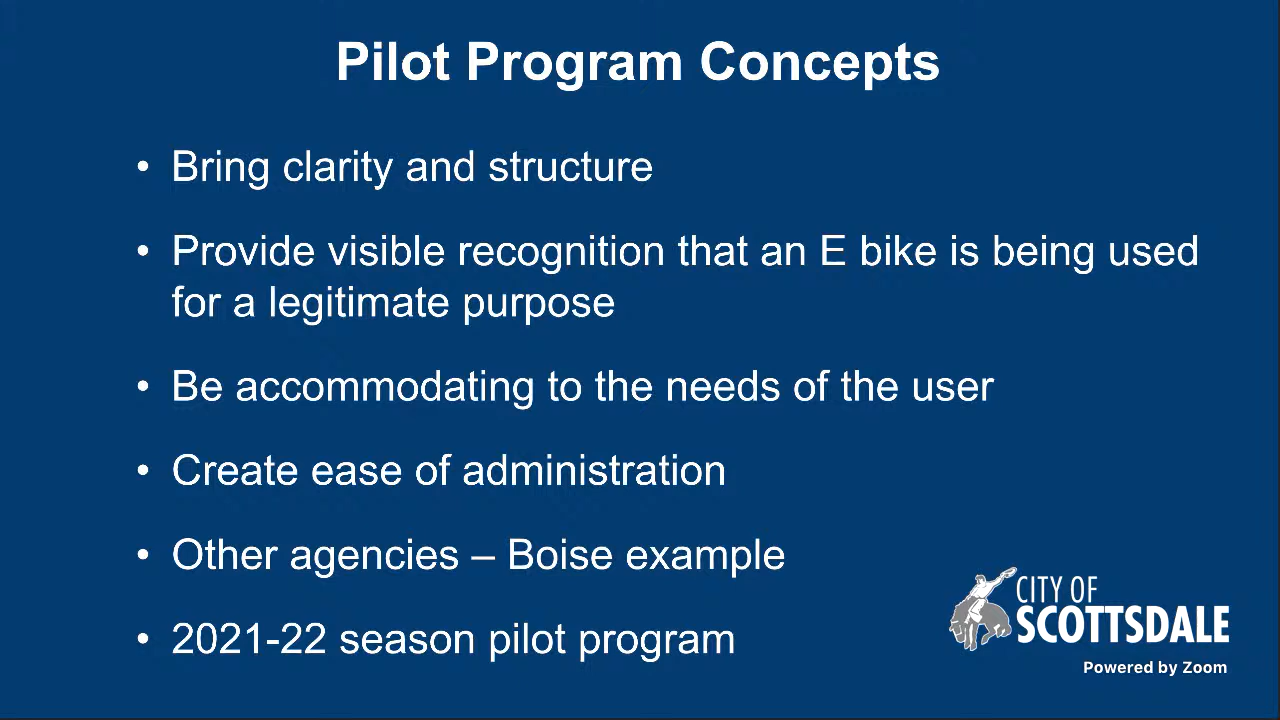 Pilot Program Concepts
• Bring clarity and structure
• Provide visible recognition that an E bike is being used
for a legitimate purpose
• Be accommodating to the needs of the user
• Create ease of administration
• Other agencies – Boise example
• 2021-22 season pilot program
CITY OF
SCOTTSDALE
Powered by Zoom